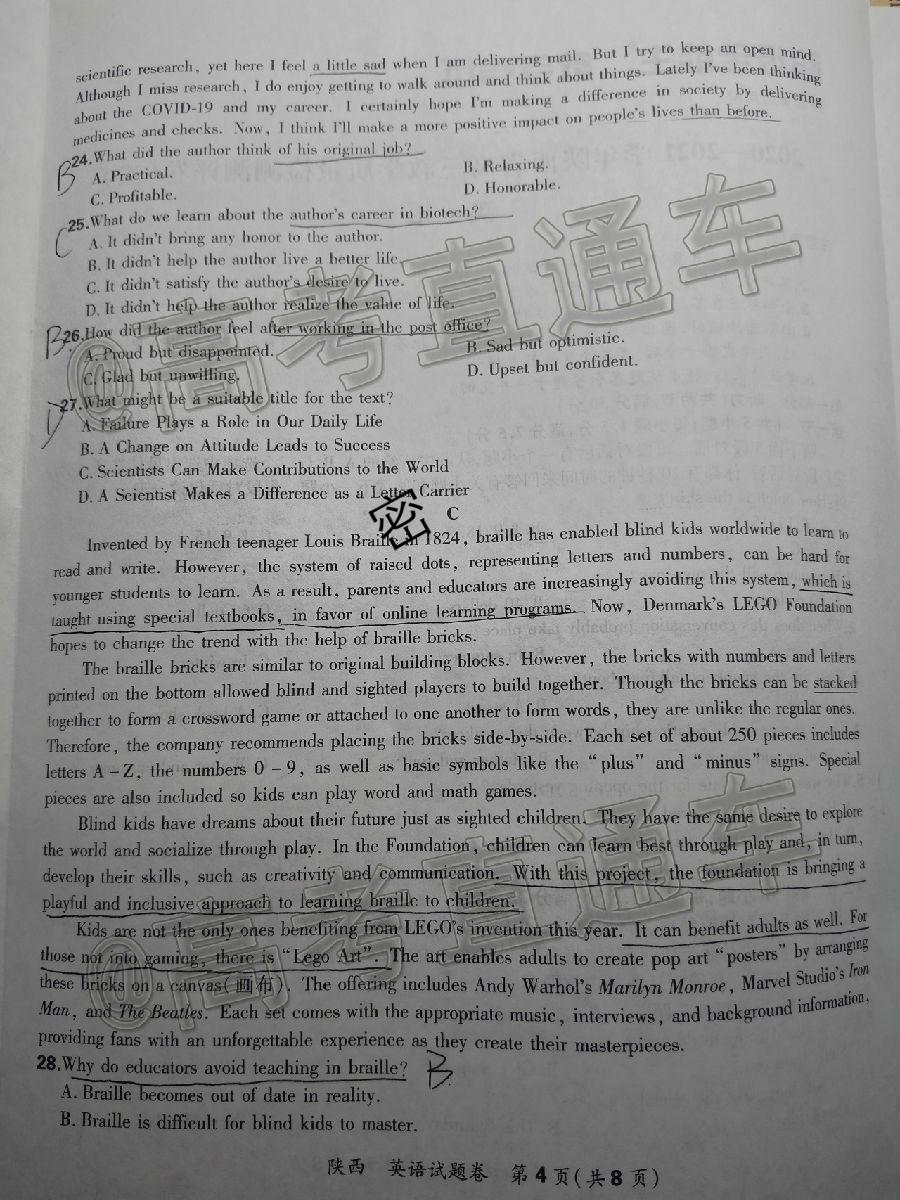 scientific research, yet here I feel a little sad when I am delivering mail. But I try to keep an open mind.
Although I miss research, I do enjoy getting to walk around and think about things. Lately I've been thinking
about the COVID-19 and my career. I certainly hope I'm making a difference in society by delivering
medicines and checks. Now, I think I'll make a more positive impact on people's lives than before.
B 24.What did the author think of his original job?
A. Practical. B. Relaxing.
C. Profitable. D. Honorable.
C 25.What do we learn about the author's career in biotech?
A. It didn't bring any honor to the author.
B. It didn't help the author live a better life.
C. It didn't satisfy the author's desire to live.
D. It didn't help the author realize the value of life.
B 26.How did the author feel after working in the post office?
A. Proud but disappointed. B. Sad but optimistic.
C. Glad but unwilling. D. Upset but confident.
D 27.What might be a suitable title for the text?
A. Failure Plays a Role in Our Daily Life
B. A Change on Attitude Leads to Success
C. Scientists Can Make Contributions to the World
D. A Scientist Makes a Difference as a Letter Carrier
密
C
Invented by French teenager Louis Braille in 1824, braille has enabled blind kids worldwide to learn to
read and write. However, the system of raised dots, representing letters and numbers, can be hard for
younger students to learn. As a result, parents and educators are increasingly avoiding this system, which is
taught using special textbooks, in favor of online learning programs. Now, Denmark's LEGO Foundation
hopes to change the trend with the help of braille bricks.
The braille bricks are similar to original building blocks. However, the bricks with numbers and letters
printed on the bottom allowed blind and sighted players to build together. Though the bricks can be stacked
together to form a crossword game or attached to one another to form words, they are unlike the regular ones.
Therefore, the company recommends placing the bricks side-by-side. Each set of about 250 pieces includes
letters A－Z, the numbers 0－9, as well as basic symbols like the "plus" and "minus" signs. Special
pieces are also included so kids can play word and math games.
Blind kids have dreams about their future just as sighted children. They have the same desire to explore
the world and socialize through play. In the Foundation, children can learn best through play and, in turn,
develop their skills, such as creativity and communication. With this project, the foundation is bringing a
playful and inclusive approach to learning braille to children.
Kids are not the only ones benefiting from LEGO's invention this year. It can benefit adults as well. For
those not into gaming, there is "Lego Art". The art enables adults to create pop art "posters" by arranging
these bricks on a canvas(画布). The offering includes Andy Warhol's Marilyn Monroe, Marvel Studio's Iron
Man, and The Beatles. Each set comes with the appropriate music, interviews, and background information,
providing fans with an unforgettable experience as they create their masterpieces.
28.Why do educators avoid teaching in braille? B
A. Braille becomes out of date in reality.
B. Braille is difficult for blind kids to master.
陕西 英语试题卷 第4页(共8页)
@高考直通车
@高考直通车